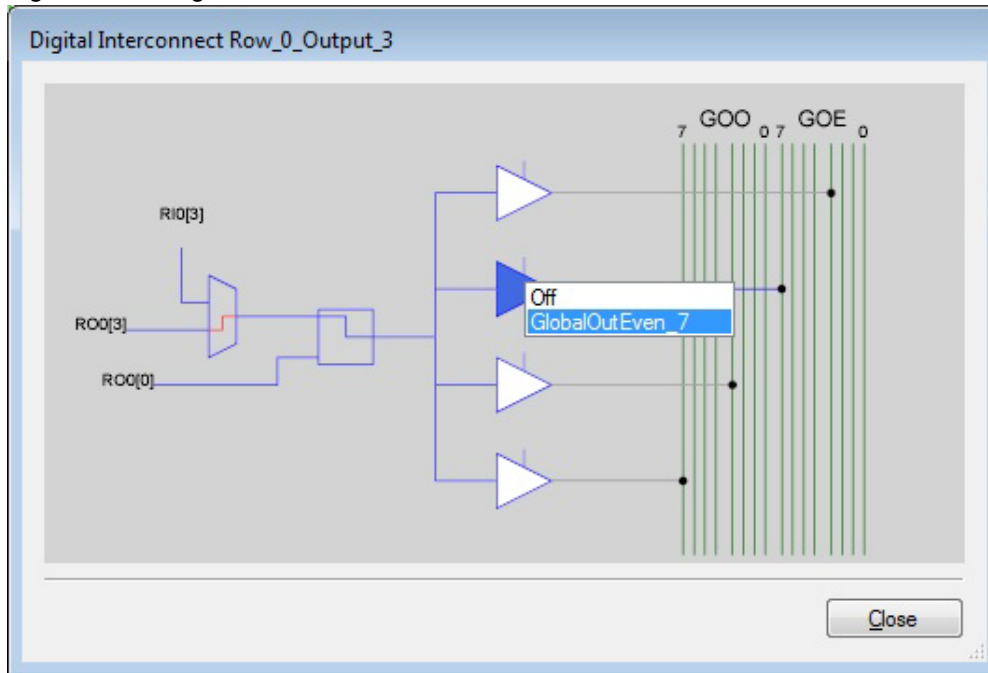 Digital Interconnect Row_0_Output_3
7 GOO 0 7 GOE 0
RI0[3]
Off
RO0[3]
GlobalOutEven_7
RO0[0]
Close